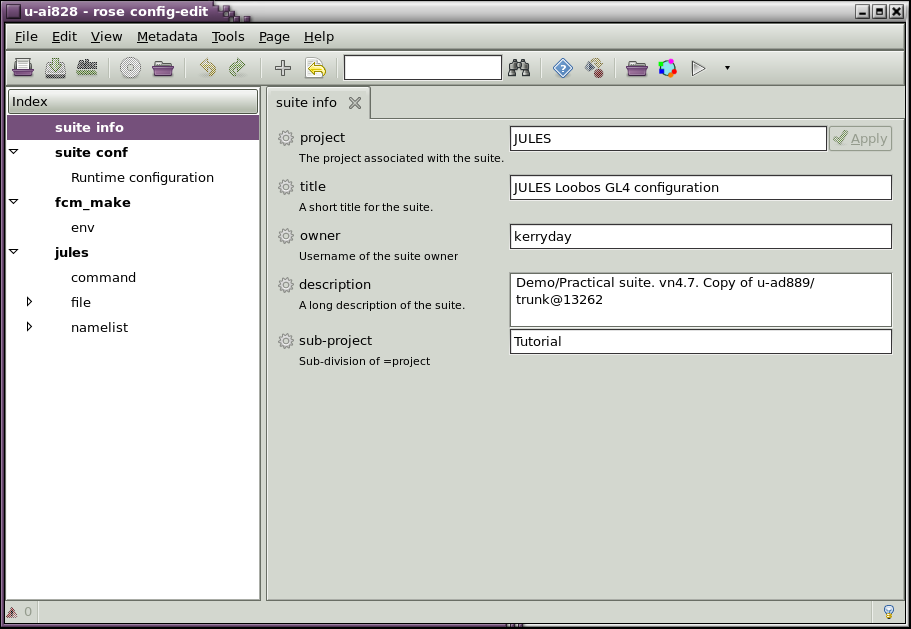 u-ai828 - rose config-edit
File Edit View Metadata Tools Page Help
Index
suite info
suite conf
Runtime configuration
fcm_make
env
jules
command
file
namelist
suite info
project
JULES
Apply
The project associated with the suite.
title
JULES Loobos GL4 configuration
A short title for the suite.
owner
kerryday
Username of the suite owner
description
Demo/Practical suite. vn4.7. Copy of u-ad889/
trunk@13262
A long description of the suite.
sub-project
Tutorial
Sub-division of =project
0